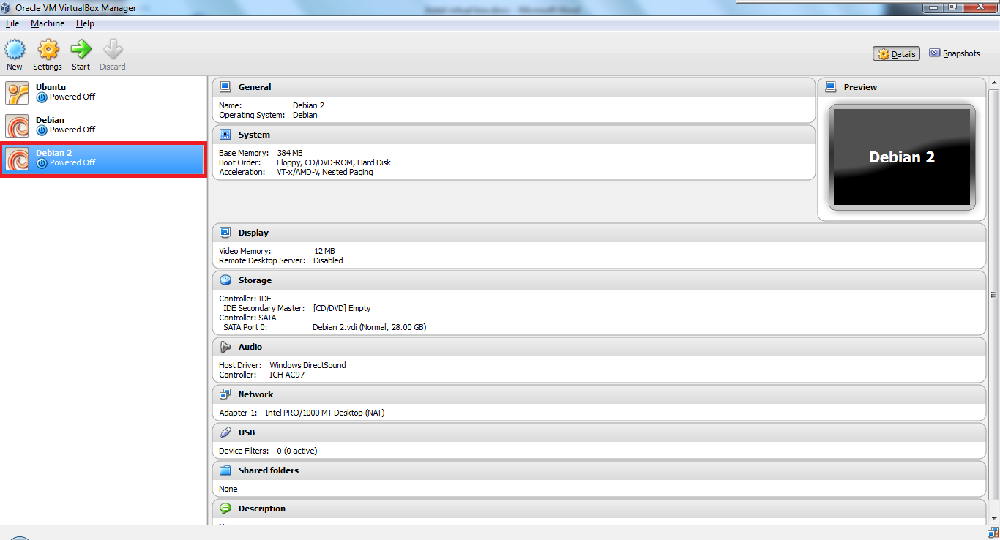 Oracle VM VirtualBox Manager
File Machine Help
New Settings Start Discard
Details Snapshots
Ubuntu
Powered Off
Debian
Powered Off
Debian 2
Powered Off
General
Name: Debian 2
Operating System: Debian
System
Base Memory: 384 MB
Boot Order: Floppy, CD/DVD-ROM, Hard Disk
Acceleration: VT-x/AMD-V, Nested Paging
Preview
Debian 2
Display
Video Memory: 12 MB
Remote Desktop Server: Disabled
Storage
Controller: IDE
IDE Secondary Master: [CD/DVD] Empty
Controller: SATA
SATA Port 0: Debian 2.vdi (Normal, 28.00 GB)
Audio
Host Driver: Windows DirectSound
Controller: ICH AC97
Network
Adapter 1: Intel PRO/1000 MT Desktop (NAT)
USB
Device Filters: 0 (0 active)
Shared folders
None
Description